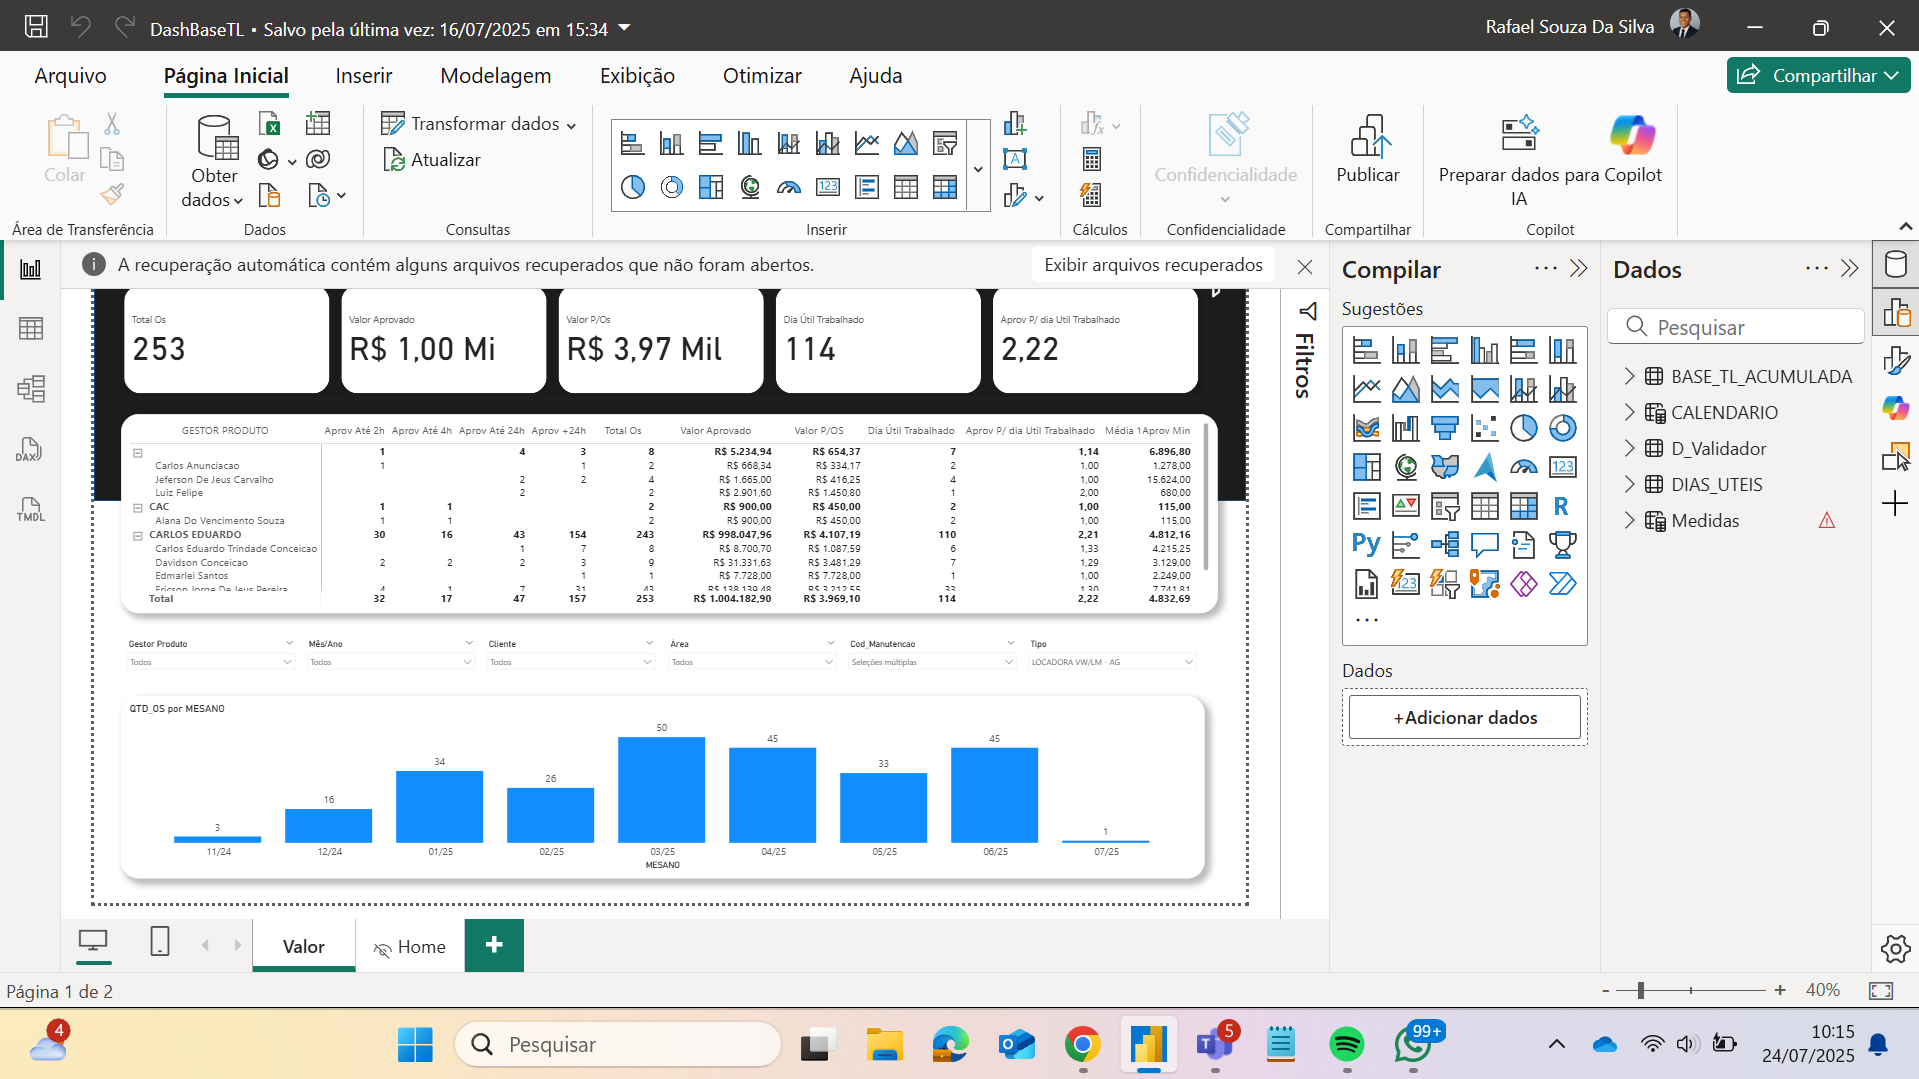 DashBaseTL • Salvo pela última vez: 16/07/2025 em 15:34
Rafael Souza Da Silva
Arquivo
Página Inicial
Inserir
Modelagem
Exibição
Otimizar
Ajuda
Compartilhar
Colar
Obter dados
Transformar dados
Atualizar
Confidencialidade
Publicar
Preparar dados para IA
Copilot
Área de Transferência
Dados
Consultas
Inserir
Cálculos
Confidencialidade
Compartilhar
Copilot
A recuperação automática contém alguns arquivos recuperados que não foram abertos.
Exibir arquivos recuperados
Total Os
253
Valor Aprovado
R$ 1,00 Mi
Valor P/Os
R$ 3,97 Mil
Dia Útil Trabalhado
114
Aprov P/ dia Util Trabalhado
2,22
GESTOR PRODUTO Aprov Até 2h Aprov Até 4h Aprov Até 24h Aprov +24h Total Os Valor Aprovado Valor P/OS Dia Útil Trabalhado Aprov P/ dia Util Trabalhado Média 1Aprov Min
1 4 3 8 R$ 5.234,94 R$ 654,37 7 1,14 6.896,80
Carlos Anunciacao 1 1 2 R$ 668,34 R$ 334,17 2 1,00 1.278,00
Jeferson De Jeus Carvalho 2 2 4 R$ 1.665,00 R$ 416,25 4 1,00 15.624,00
Luiz Felipe 2 2 R$ 2.901,60 R$ 1.450,80 1 2,00 680,00
CAC 1 1 2 R$ 900,00 R$ 450,00 2 1,00 115,00
Alana Do Vencimento Souza 1 1 2 R$ 900,00 R$ 450,00 2 1,00 115,00
CARLOS EDUARDO 30 16 43 154 243 R$ 998.047,96 R$ 4.107,19 110 2,21 4.812,16
Carlos Eduardo Trindade Conceicao 1 7 8 R$ 8.700,70 R$ 1.087,59 6 1,33 4.215,25
Davidson Conceicao 2 2 2 3 9 R$ 31.331,63 R$ 3.481,29 7 1,29 3.129,00
Edmarlei Santos 1 1 R$ 7.728,00 R$ 7.728,00 1 1,00 2.249,00
Ericson Jorge De Jeus Pereira 4 1 7 31 43 R$ 138.139,48 R$ 3.212,55 33 1,30 7.741,81
Total 32 17 47 157 253 R$ 1.004.182,90 R$ 3.969,10 114 2,22 4.832,69
Gestor Produto
Todos
Mês/Ano
Todos
Cliente
Todos
Área
Todos
Cod_Manutencao
Seleções múltiplas
Tipo
LOCADORA VW/LM - AG
QTD_OS por MESANO
3 16 34 26 50 45 33 45 1
11/24 12/24 01/25 02/25 03/25 04/25 05/25 06/25 07/25
MESANO
Filtros
Compilar
Sugestões
Dados
+Adicionar dados
Dados
Pesquisar
BASE_TL_ACUMULADA
CALENDARIO
D_Validador
DIAS_UTEIS
Medidas
DAX
TMDL
Valor
Home
Página 1 de 2
- + 40%
4
Pesquisar
5
99+
10:15
24/07/2025